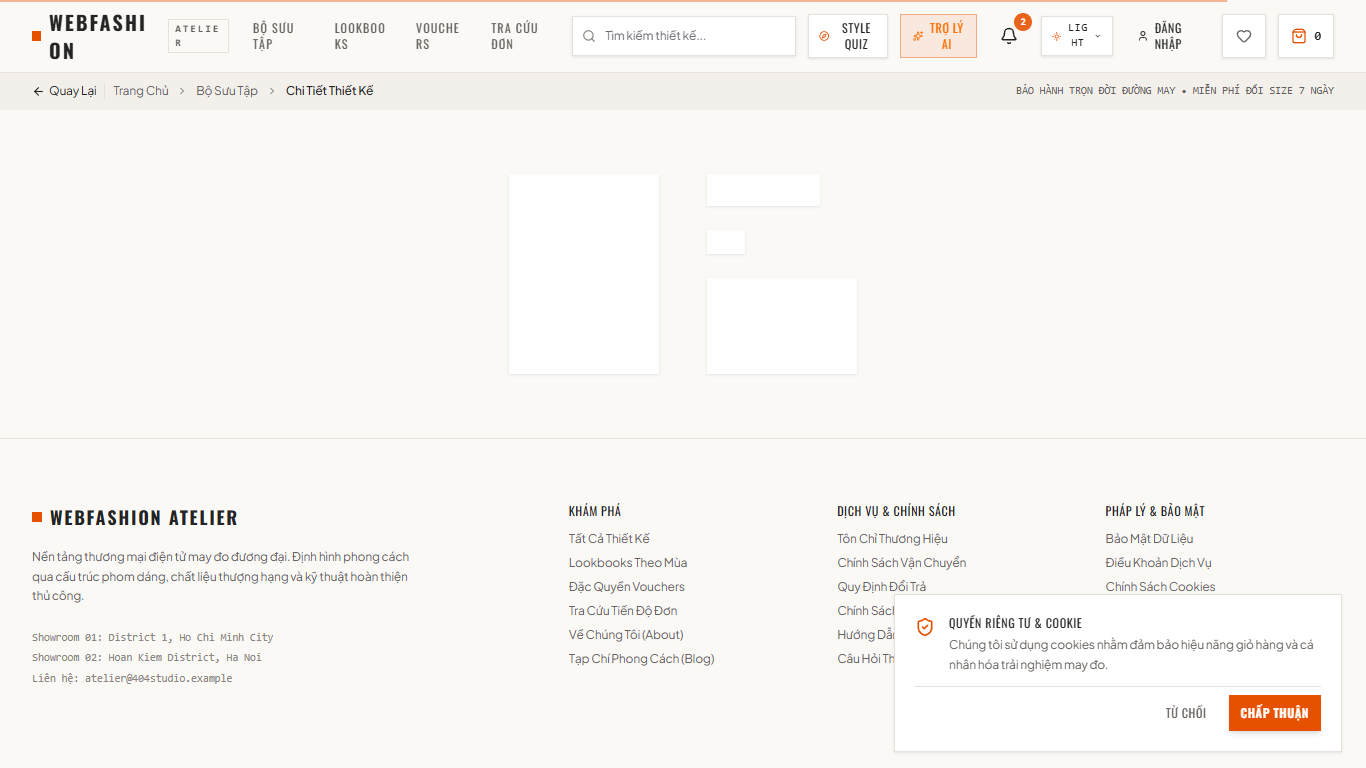 WEBFASHI
ON
ATELIE
R
BỘ SƯU
TẬP
LOOKBOO
KS
VOUCHE
RS
TRA CỨU
ĐƠN
Tìm kiếm thiết kế...
STYLE
QUIZ
TRỢ LÝ
AI
2
LIG
HT
ĐĂNG
NHẬP
0
Quay Lại
Trang Chủ
Bộ Sưu Tập
Chi Tiết Thiết Kế
BẢO HÀNH TRỌN ĐỜI ĐƯỜNG MAY • MIỄN PHÍ ĐỔI SIZE 7 NGÀY
WEBFASHION ATELIER
Nền tảng thương mại điện tử may đo đương đại. Định hình phong cách
qua cấu trúc phom dáng, chất liệu thượng hạng và kỹ thuật hoàn thiện
thủ công.
Showroom 01: District 1, Ho Chi Minh City
Showroom 02: Hoan Kiem District, Ha Noi
Liên hệ: atelier@404studio.example
KHÁM PHÁ
Tất Cả Thiết Kế
Lookbooks Theo Mùa
Đặc Quyền Vouchers
Tra Cứu Tiến Độ Đơn
Về Chúng Tôi (About)
Tạp Chí Phong Cách (Blog)
DỊCH VỤ & CHÍNH SÁCH
Tôn Chỉ Thương Hiệu
Chính Sách Vận Chuyển
Quy Định Đổi Trả
Chính Sách
Hướng Dẫn
Câu Hỏi Th
PHÁP LÝ & BẢO MẬT
Bảo Mật Dữ Liệu
Điều Khoản Dịch Vụ
Chính Sách Cookies
QUYỀN RIÊNG TƯ & COOKIE
Chúng tôi sử dụng cookies nhằm đảm bảo hiệu năng giỏ hàng và cá
nhân hóa trải nghiệm may đo.
TỪ CHỐI
CHẤP THUẬN